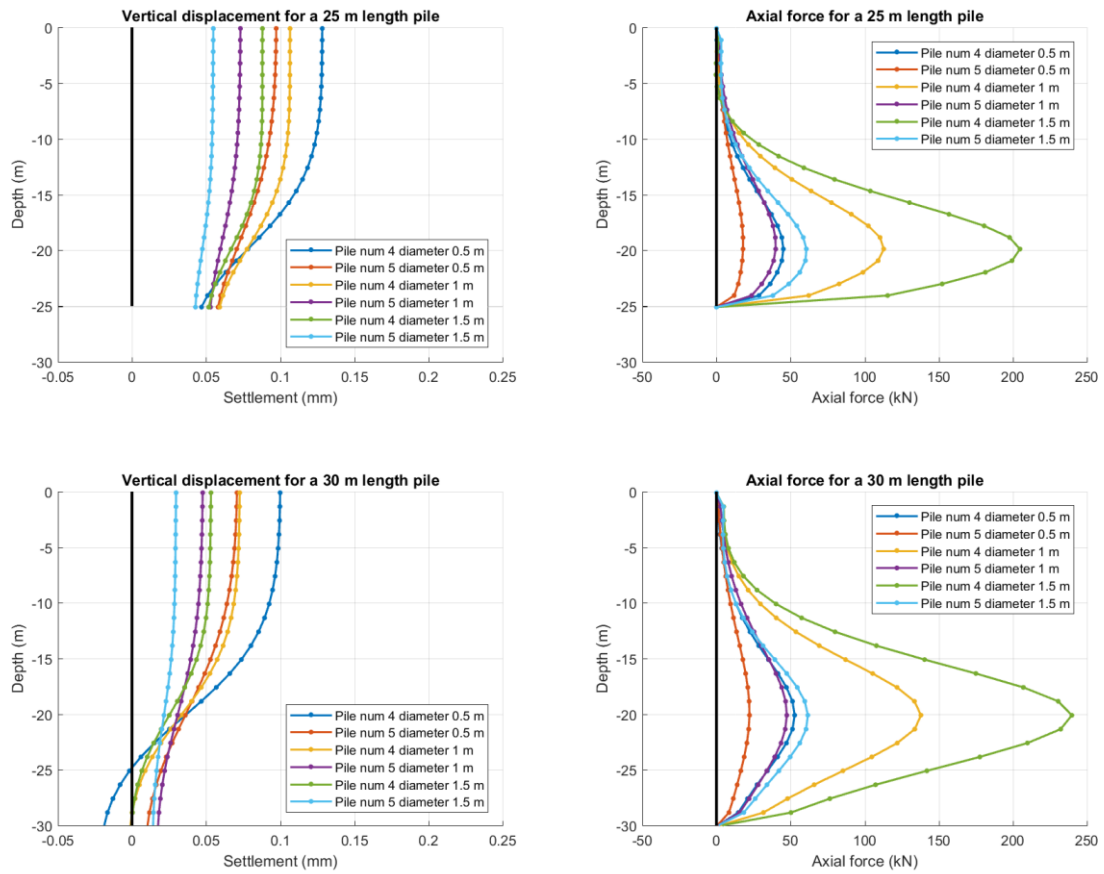 Vertical displacement for a 25 m length pile
0
-5
-10
-15
-20
-25
-30
Depth (m)
Pile num 4 diameter 0.5 m
Pile num 5 diameter 0.5 m
Pile num 4 diameter 1 m
Pile num 5 diameter 1 m
Pile num 4 diameter 1.5 m
Pile num 5 diameter 1.5 m
-0.05 0 0.05 0.1 0.15 0.2 0.25
Settlement (mm)
Axial force for a 25 m length pile
0
-5
-10
-15
-20
-25
-30
Depth (m)
Pile num 4 diameter 0.5 m
Pile num 5 diameter 0.5 m
Pile num 4 diameter 1 m
Pile num 5 diameter 1 m
Pile num 4 diameter 1.5 m
Pile num 5 diameter 1.5 m
-50 0 50 100 150 200 250
Axial force (kN)
Vertical displacement for a 30 m length pile
0
-5
-10
-15
-20
-25
-30
Depth (m)
Pile num 4 diameter 0.5 m
Pile num 5 diameter 0.5 m
Pile num 4 diameter 1 m
Pile num 5 diameter 1 m
Pile num 4 diameter 1.5 m
Pile num 5 diameter 1.5 m
-0.05 0 0.05 0.1 0.15 0.2 0.25
Settlement (mm)
Axial force for a 30 m length pile
0
-5
-10
-15
-20
-25
-30
Depth (m)
Pile num 4 diameter 0.5 m
Pile num 5 diameter 0.5 m
Pile num 4 diameter 1 m
Pile num 5 diameter 1 m
Pile num 4 diameter 1.5 m
Pile num 5 diameter 1.5 m
-50 0 50 100 150 200 250
Axial force (kN)